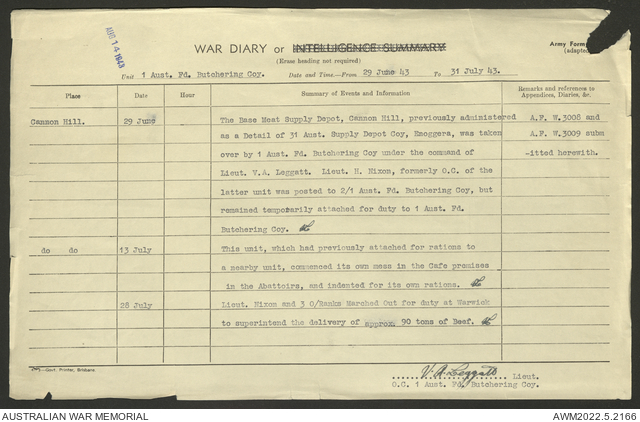 AUG 14 1943
WAR DIARY or INTELLIGENCE SUMMARY
Army Form
(Erase heading not required)
(adapted
Unit 1 Aust. Fd. Butchering Coy. Date and Time—From 29 June 43 To 31 July 43.
Place Date Hour Summary of Events and Information Remarks and references to Appendices, Diaries, &c.
Cannon Hill. 29 June The Base Meet Supply Depot, Cannon Hill, previously administered A.F. W.3008 and
as a Detail of 31 Aust. Supply Depot Coy, Enoggera, was taken A.F. W.3009 subm
over by 1 Aust. Fd. Butchering Coy under the command of -itted herewith.
Lieut. V.A. Leggatt. Lieut. H. Nixon, formerly O.C. of the
latter unit was posted to 2/1 Aust. Fd. Butchering Coy, but
remained temporarily attached for duty to 1 Aust. Fd.
Butchering Coy.
do do 13 July This unit, which had previously attached for rations to
a nearby unit, commenced its own mass in the Cafe premises
in the Abattoirs, and indented for its own rations.
28 July Lieut. Nixon and 3 O/Ranks Marched Out for duty at Warwick
to superintend the delivery of approx. 90 tons of Beef.
Govt. Printer, Brisbane
V A Leggatt Lieut.
O.C. 1 Aust. Fd. Butchering Coy.
AUSTRALIAN WAR MEMORIAL AWM2022.5.2166